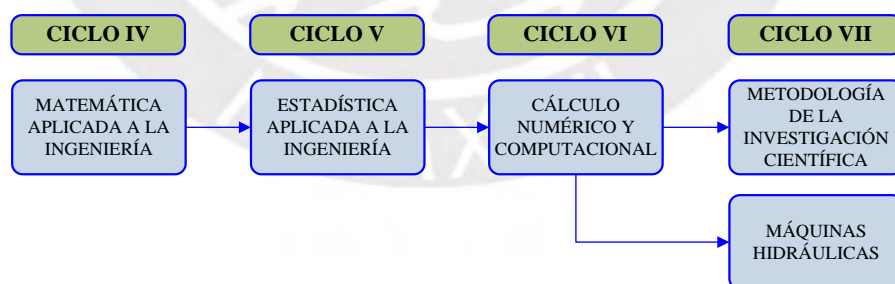 CICLO IV
CICLO V
CICLO VI
CICLO VII
MATEMÁTICA
APLICADA A LA
INGENIERÍA
ESTADÍSTICA
APLICADA A LA
INGENIERÍA
CÁLCULO
NUMÉRICO Y
COMPUTACIONAL
METODOLOGÍA
DE LA
INVESTIGACIÓN
CIENTÍFICA
MÁQUINAS
HIDRÁULICAS